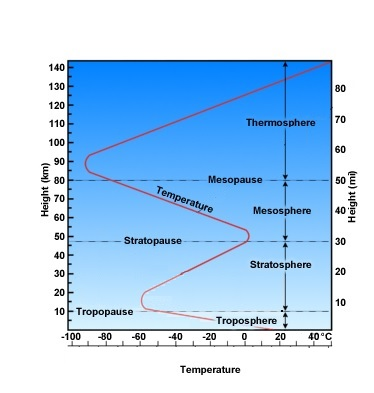 140
130
120
110
100
90
80
70
60
50
40
30
20
10
Height (km)
Thermosphere
Mesopause
Temperature
Mesosphere
Stratopause
Stratosphere
Tropopause
Troposphere
80
70
60
50
40
30
20
10
Height (mi)
-100 -80 -60 -40 -20 0 20 40°C
Temperature